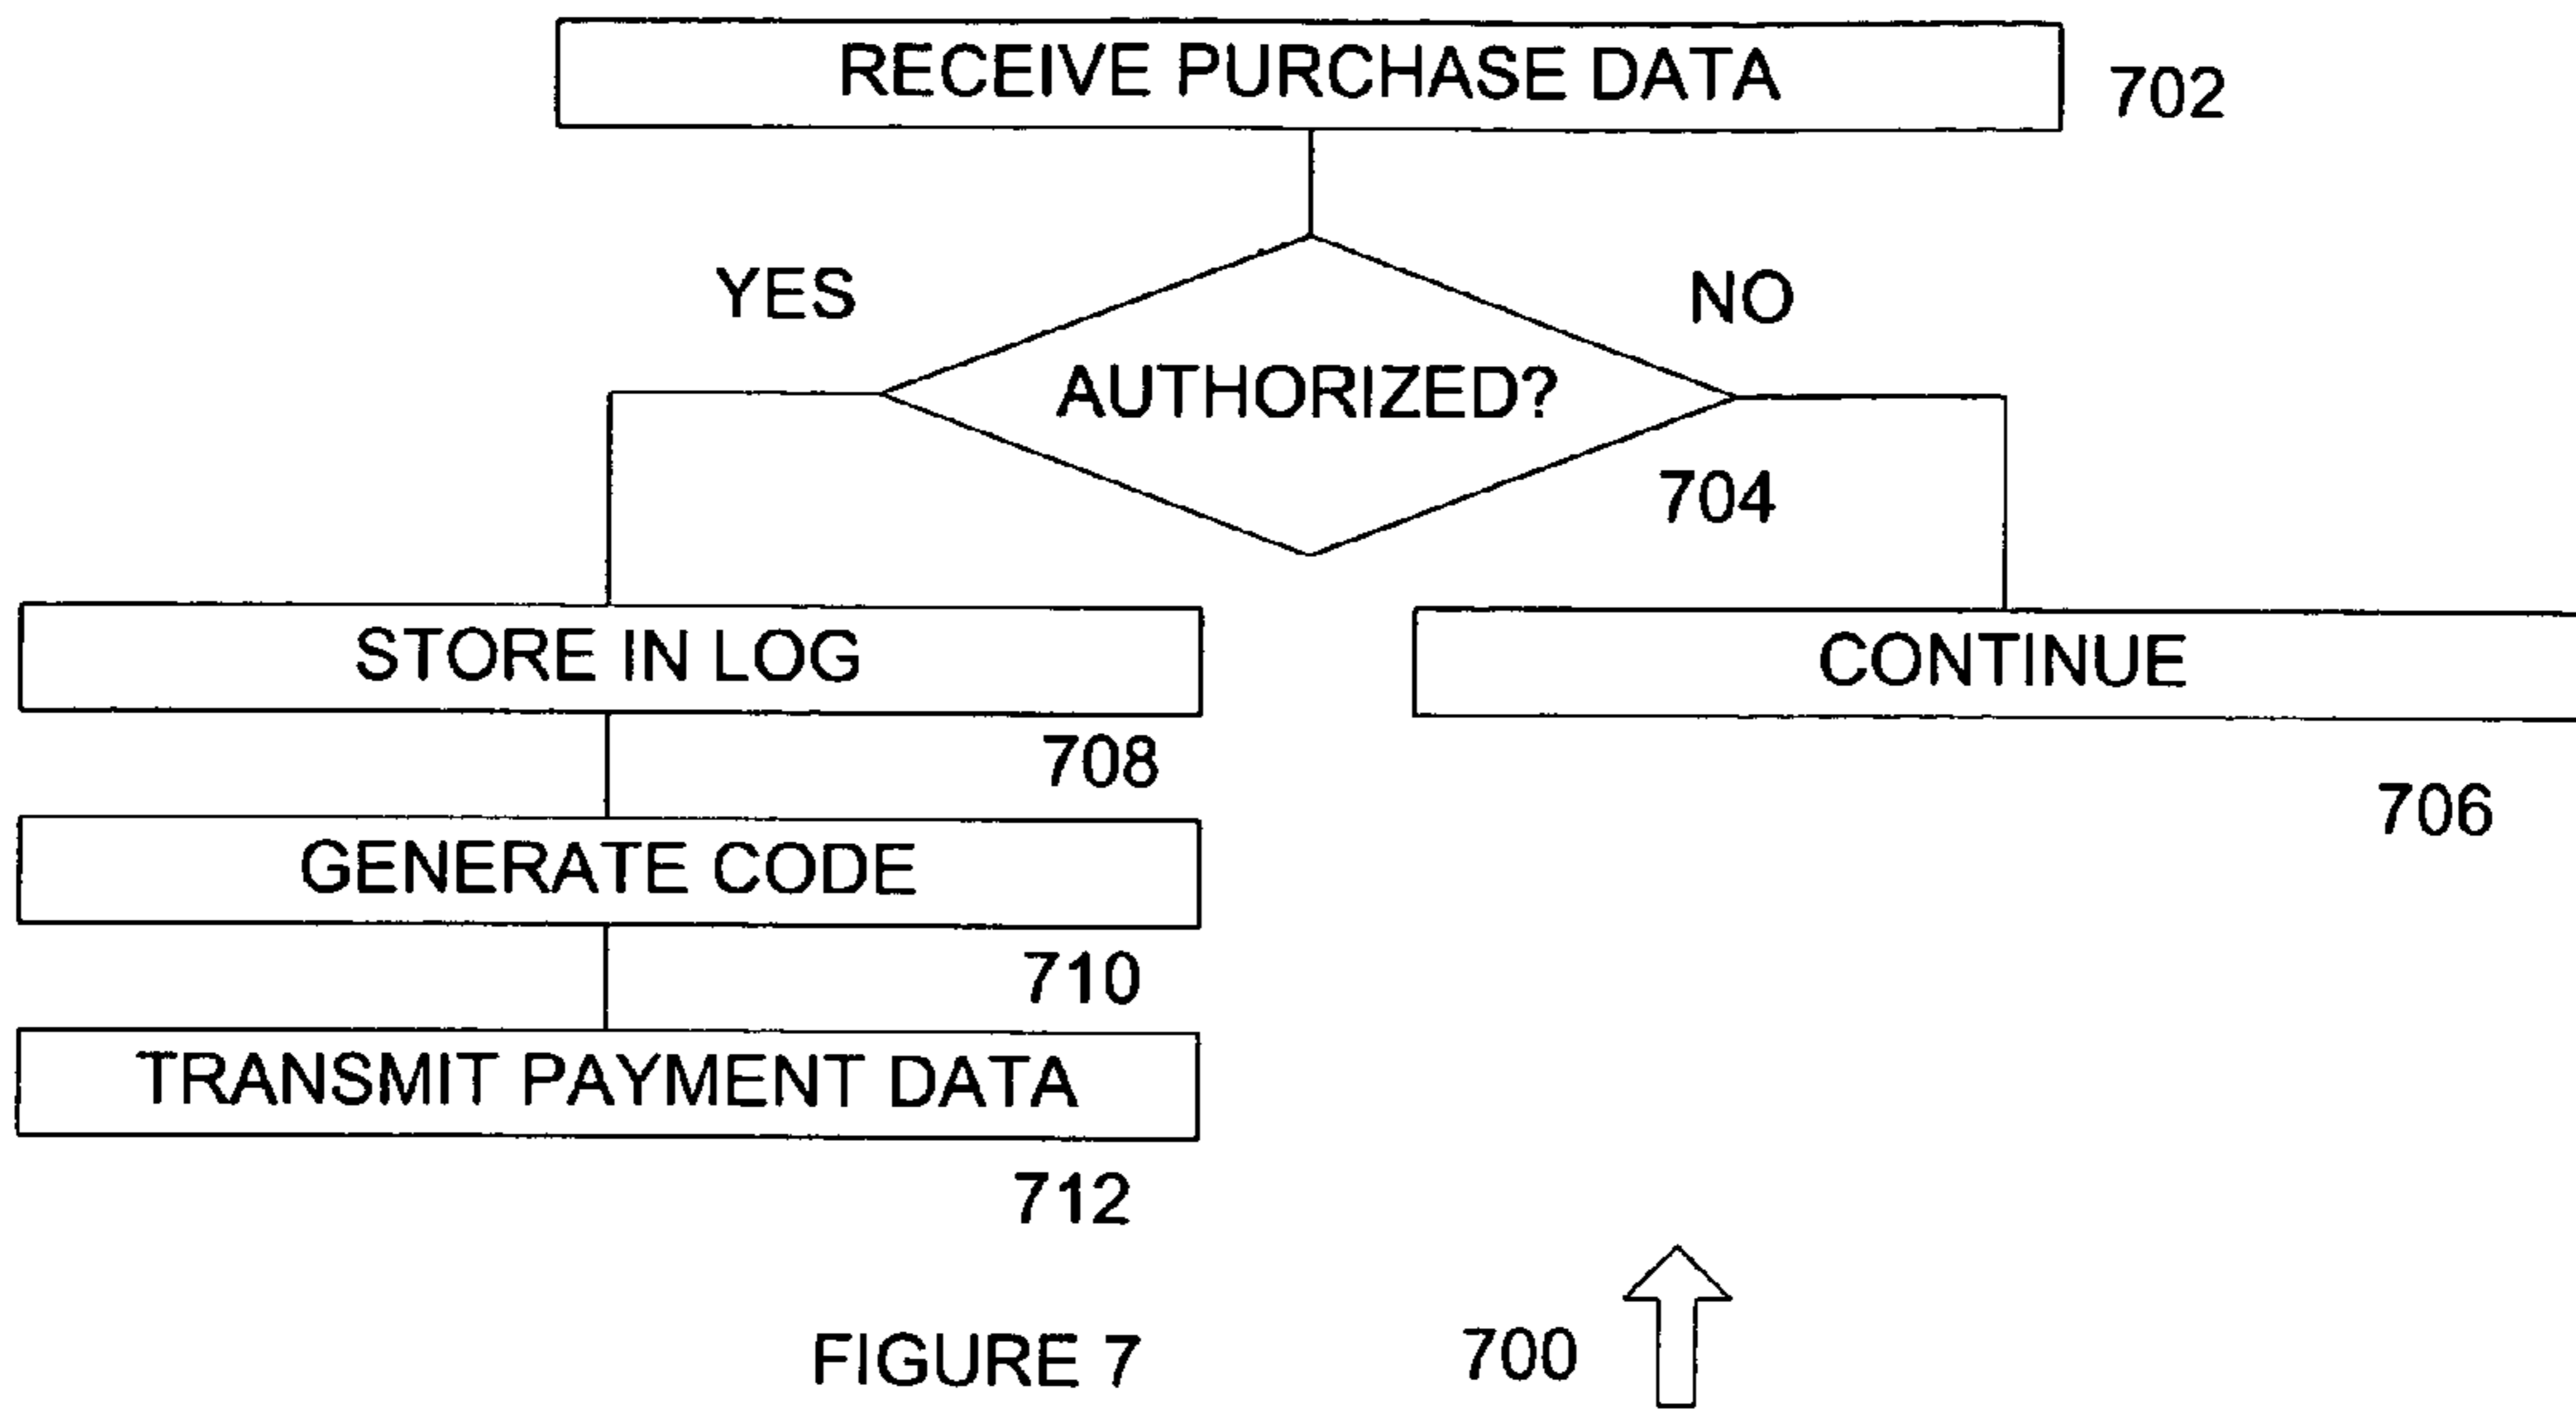 RECEIVE PURCHASE DATA
702
YES
NO
AUTHORIZED?
704
STORE IN LOG
CONTINUE
708
706
GENERATE CODE
710
TRANSMIT PAYMENT DATA
712
FIGURE 7
700